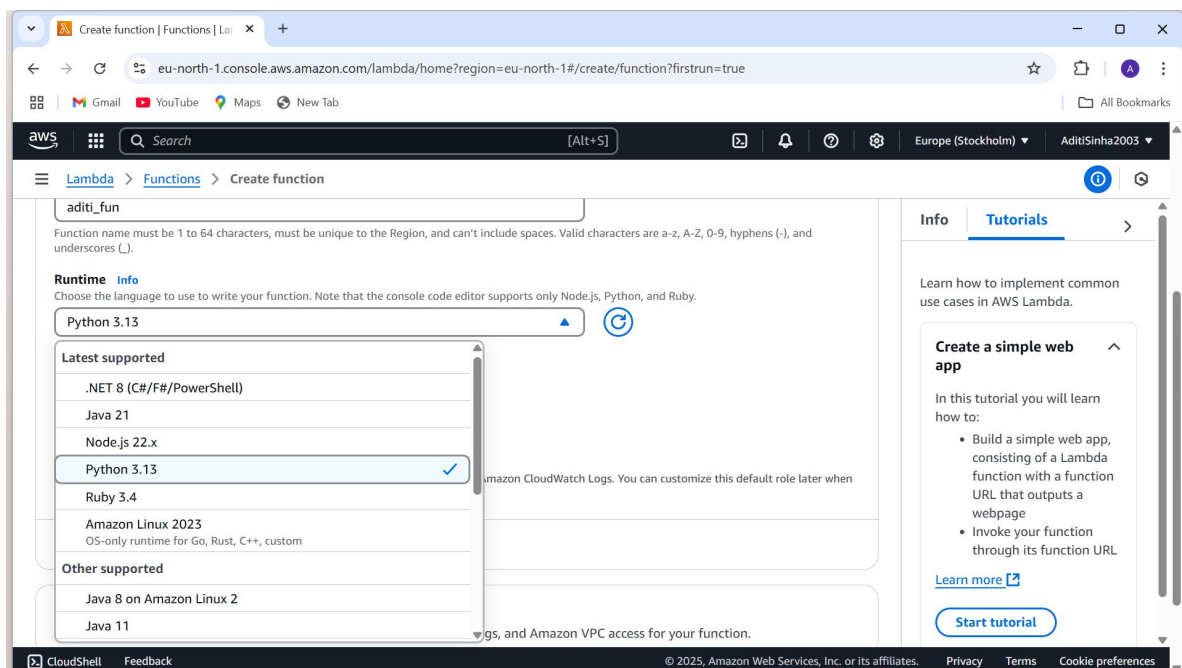 Create function | Functions | Lar
eu-north-1.console.aws.amazon.com/lambda/home?region=eu-north-1#/create/function?firstrun=true
A
Gmail
YouTube
Maps
New Tab
All Bookmarks
aws
Search
[Alt+S]
Europe (Stockholm)
AditiSinha2003
Lambda > Functions > Create function
aditi_fun
Function name must be 1 to 64 characters, must be unique to the Region, and can't include spaces. Valid characters are a-z, A-Z, 0-9, hyphens (-), and
underscores (_).
Runtime Info
Choose the language to use to write your function. Note that the console code editor supports only Node.js, Python, and Ruby.
Python 3.13
Latest supported
.NET 8 (C#/F#/PowerShell)
Java 21
Node.js 22.x
Python 3.13
Ruby 3.4
Amazon Linux 2023
OS-only runtime for Go, Rust, C++, custom
Other supported
Java 8 on Amazon Linux 2
Java 11
mazon CloudWatch Logs. You can customize this default role later when
gs, and Amazon VPC access for your function.
Info
Tutorials
Learn how to implement common
use cases in AWS Lambda.
Create a simple web
app
In this tutorial you will learn
how to:
• Build a simple web app,
consisting of a Lambda
function with a function
URL that outputs a
webpage
• Invoke your function
through its function URL
Learn more
Start tutorial
CloudShell
Feedback
© 2025, Amazon Web Services, Inc. or its affiliates.
Privacy
Terms
Cookie preferences